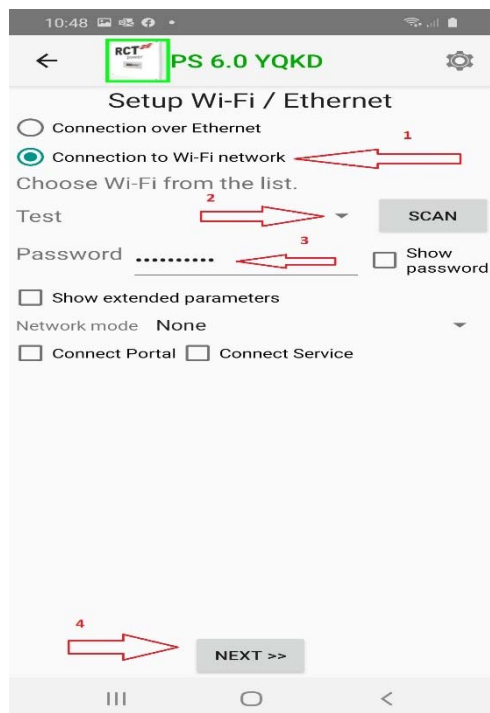 10:48
RCT power
PS 6.0 YQKD
Setup Wi-Fi / Ethernet
Connection over Ethernet
1
Connection to Wi-Fi network
Choose Wi-Fi from the list.
2
Test
SCAN
3
Password ..........
Show password
Show extended parameters
Network mode None
Connect Portal Connect Service
4
NEXT >>